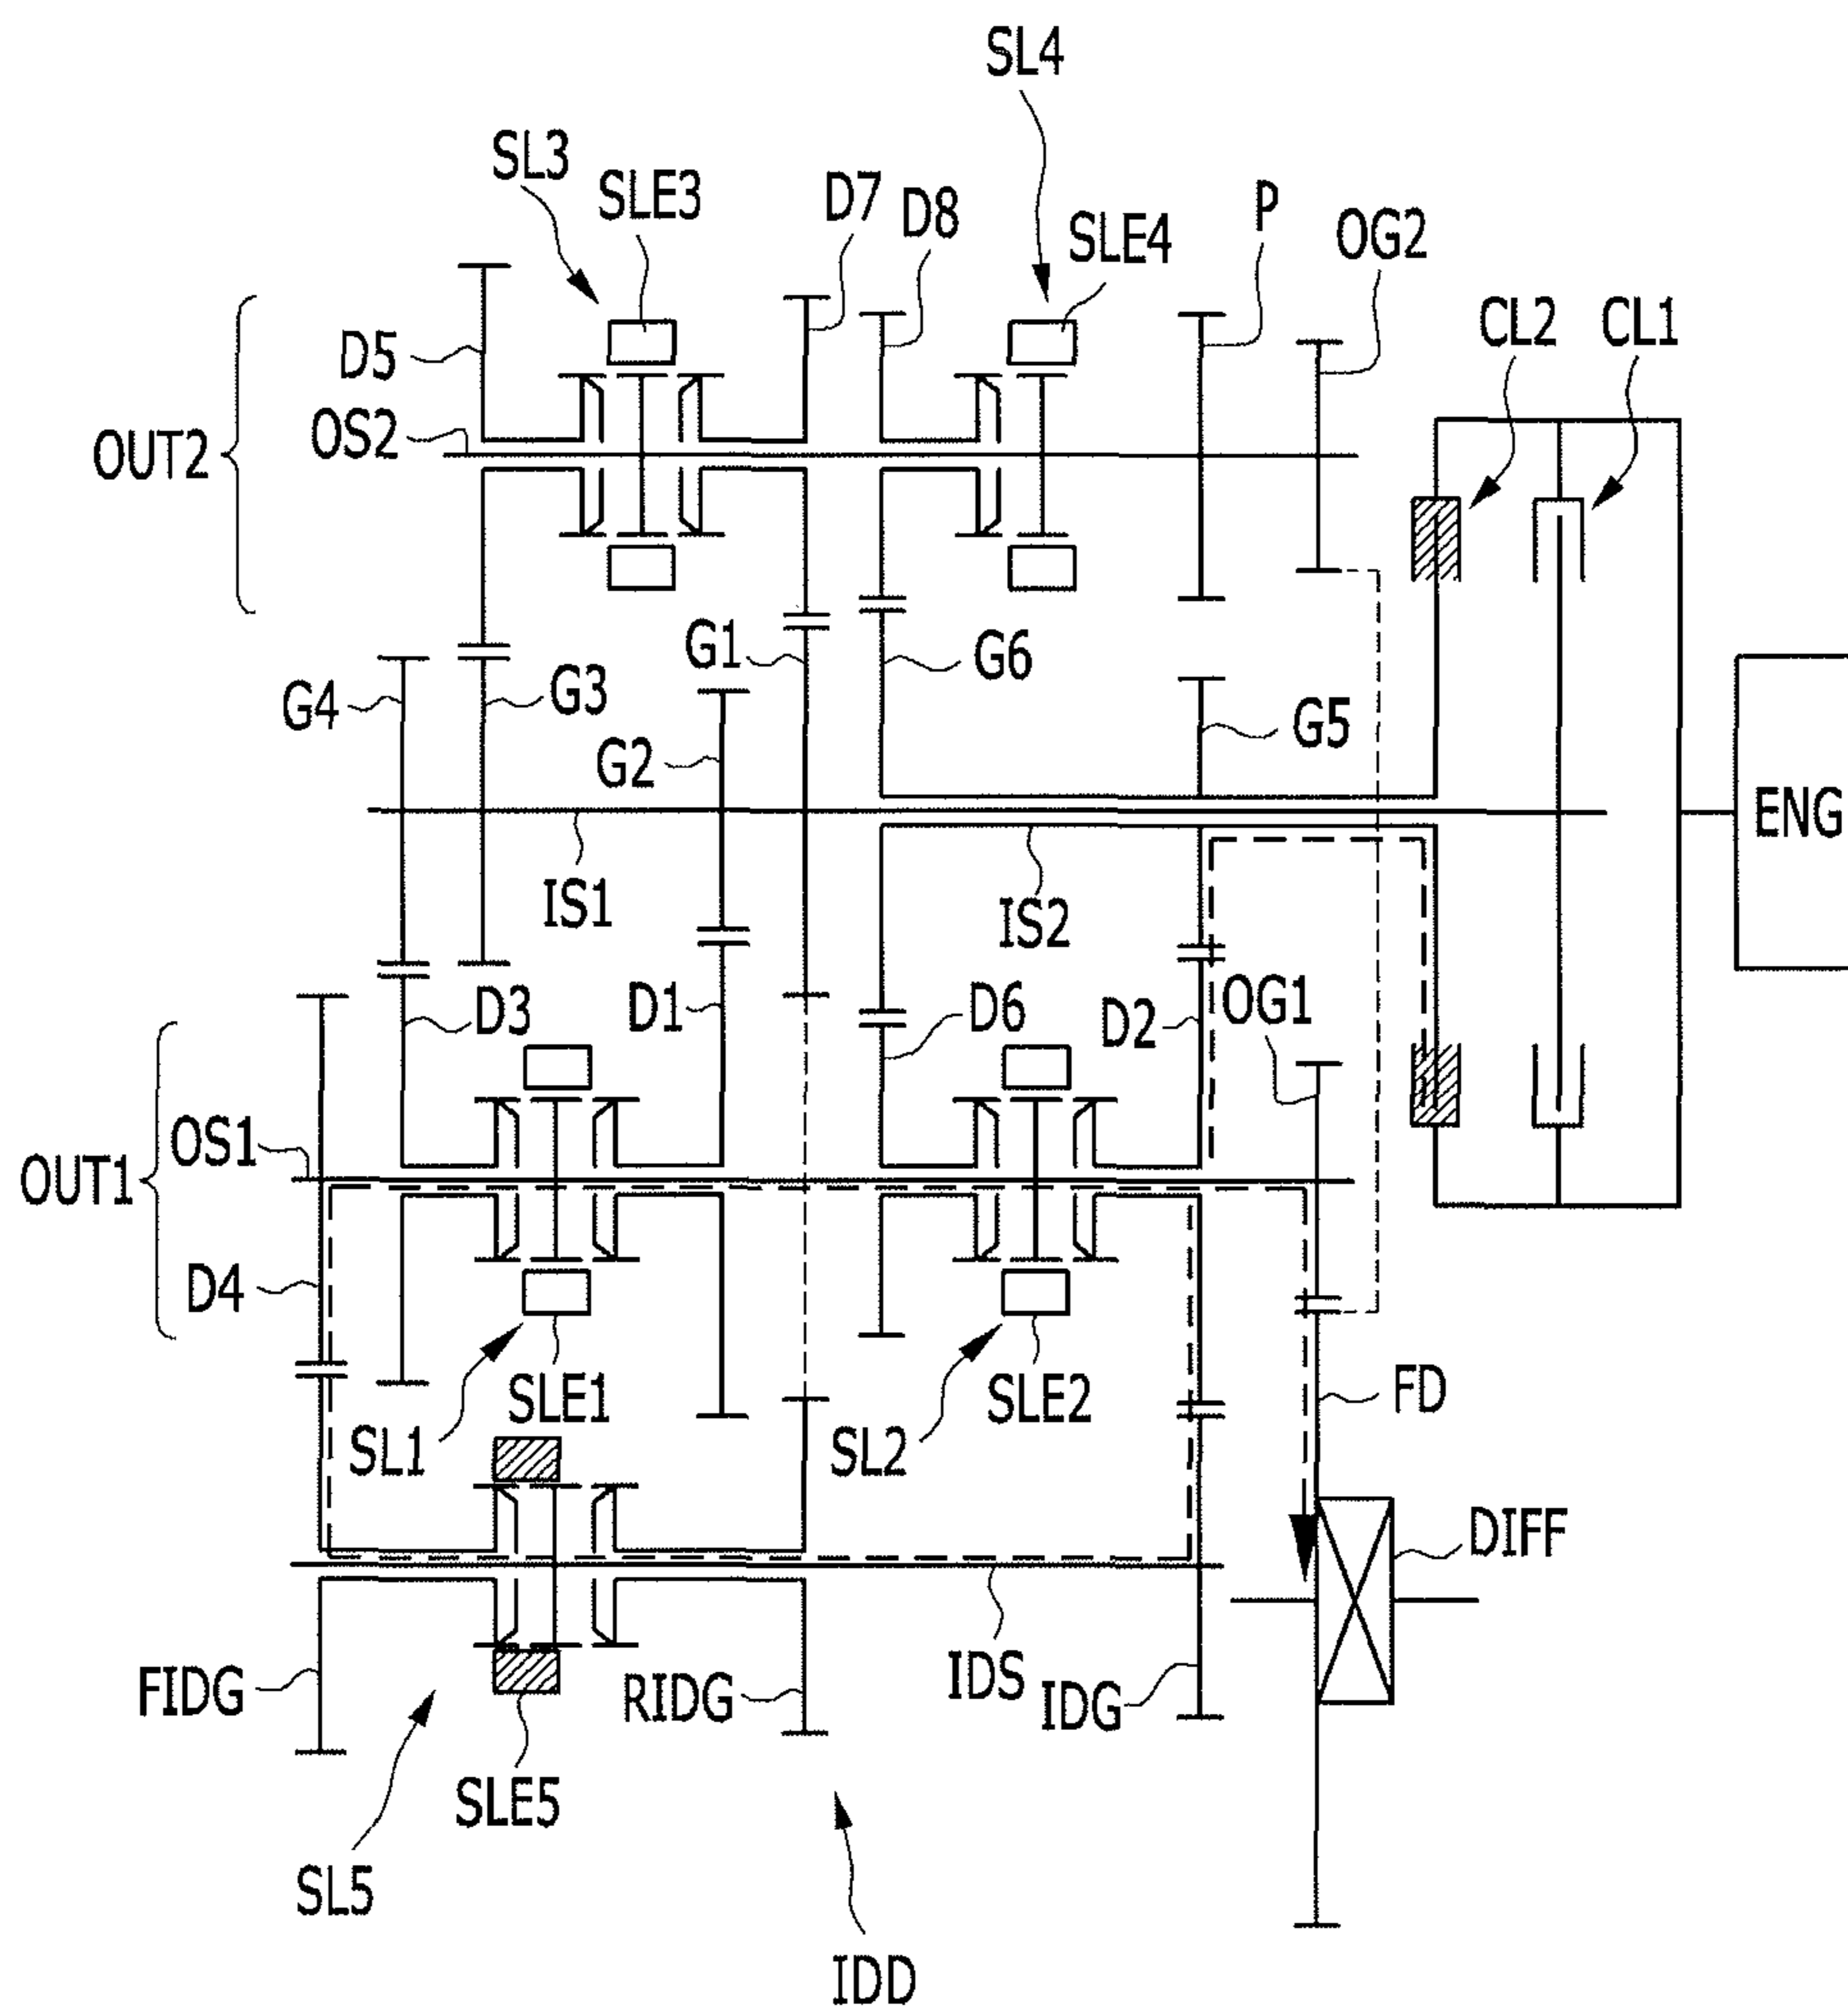 SL4
SL3
SLE3
D7
D8
P
SLE4
OG2
CL2
CL1
D5
OS2
OUT2
G1
G6
G4
G3
G2
G5
ENG
IS1
IS2
D3
D1
D6
D2
OG1
OS1
OUT1
D4
SLE1
SLE2
FD
SL1
SL2
DIFF
FIDG
RIDG
IDS
IDG
SLE5
SL5
IDD